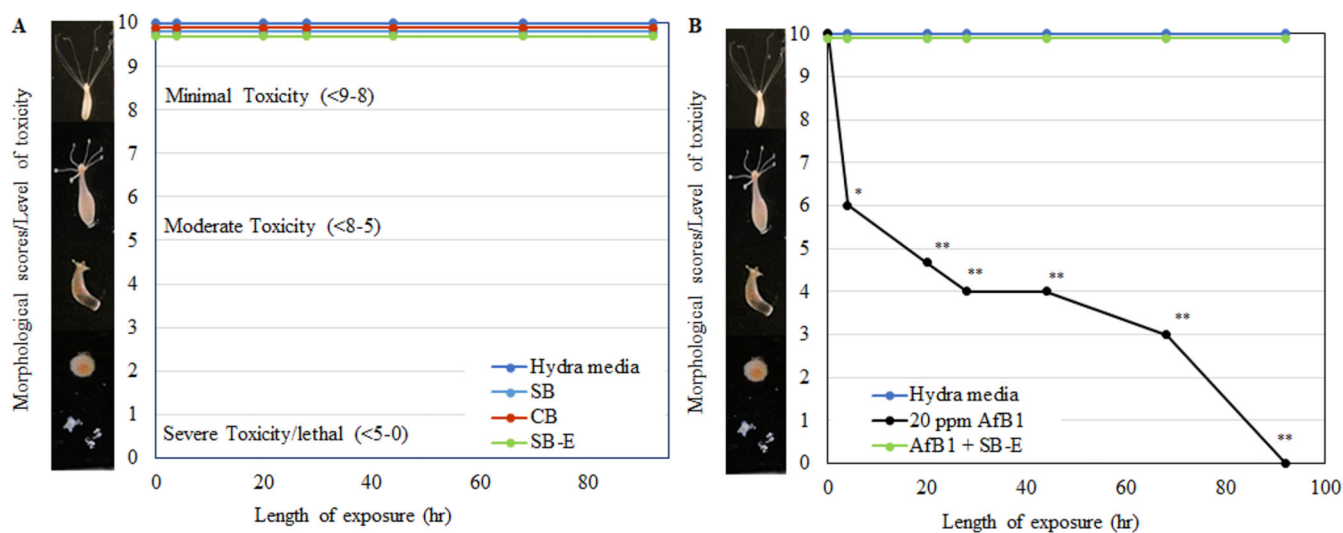 A
Morphological scores/Level of toxicity
10
9
8
7
6
5
4
3
2
1
0
Minimal Toxicity (<9-8)
Moderate Toxicity (<8-5)
Severe Toxicity/lethal (<5-0)
Hydra media
SB
CB
SB-E
0 20 40 60 80
Length of exposure (hr)
B
Morphological scores/Level of toxicity
10
9
8
7
6
5
4
3
2
1
0
*
**
**
**
**
**
Hydra media
20 ppm AfB1
AfB1 + SB-E
0 20 40 60 80 100
Length of exposure (hr)